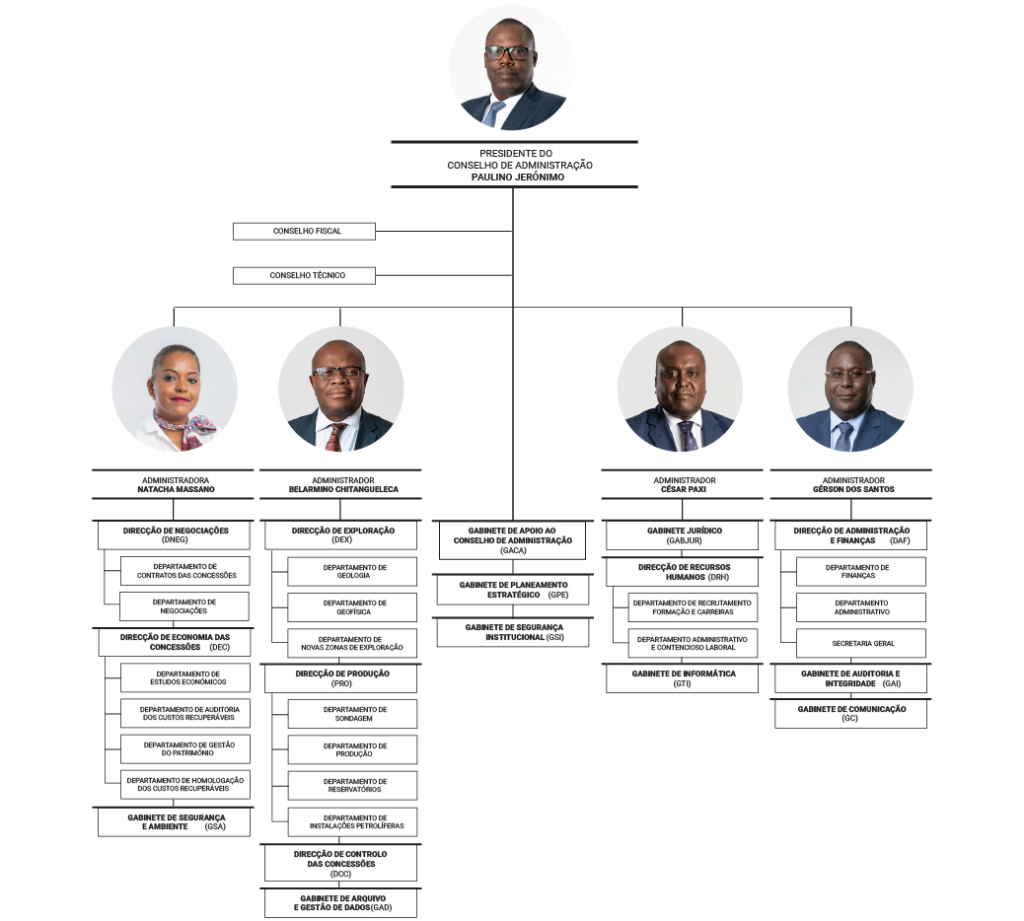 PRESIDENTE DO
CONSELHO DE ADMINISTRAÇÃO
PAULINO JERÓNIMO
CONSELHO FISCAL
CONSELHO TÉCNICO
ADMINISTRADORA
NATACHA MASSANO
DIRECÇÃO DE NEGOCIAÇÕES
(DNEG)
DEPARTAMENTO DE
CONTRATOS DAS CONCESSÕES
DEPARTAMENTO DE
NEGOCIAÇÕES
DIRECÇÃO DE ECONOMIA DAS
CONCESSÕES (DEC)
DEPARTAMENTO DE
ESTUDOS ECONÓMICOS
DEPARTAMENTO DE AUDITORIA
DOS CUSTOS RECUPERÁVEIS
DEPARTAMENTO DE GESTÃO
DO PATRIMÓNIO
DEPARTAMENTO DE HOMOLOGAÇÃO
DOS CUSTOS RECUPERÁVEIS
GABINETE DE SEGURANÇA
E AMBIENTE (GSA)
ADMINISTRADOR
BELARMINO CHITANGUELECA
DIRECÇÃO DE EXPLORAÇÃO
(DEX)
DEPARTAMENTO DE
GEOLOGIA
DEPARTAMENTO DE
GEOFÍSICA
DEPARTAMENTO DE
NOVAS ZONAS DE EXPLORAÇÃO
DIRECÇÃO DE PRODUÇÃO
(PRO)
DEPARTAMENTO DE
SONDAGEM
DEPARTAMENTO DE
PRODUÇÃO
DEPARTAMENTO DE
RESERVATÓRIOS
DEPARTAMENTO DE
INSTALAÇÕES PETROLÍFERAS
DIRECÇÃO DE CONTROLO
DAS CONCESSÕES
(DCC)
GABINETE DE ARQUIVO
E GESTÃO DE DADOS(GAD)
GABINETE DE APOIO AO
CONSELHO DE ADMINISTRAÇÃO
(GACA)
GABINETE DE PLANEAMENTO
ESTRATÉGICO (GPE)
GABINETE DE SEGURANÇA
INSTITUCIONAL (GSI)
ADMINISTRADOR
CÉSAR PAXI
GABINETE JURÍDICO
(GABJUR)
DIRECÇÃO DE RECURSOS
HUMANOS (DRH)
DEPARTAMENTO DE RECRUTAMENTO
FORMAÇÃO E CARREIRAS
DEPARTAMENTO ADMINISTRATIVO
E CONTENCIOSO LABORAL
GABINETE DE INFORMÁTICA
(GTI)
ADMINISTRADOR
GÉRSON DOS SANTOS
DIRECÇÃO DE ADMINISTRAÇÃO
E FINANÇAS (DAF)
DEPARTAMENTO DE
FINANÇAS
DEPARTAMENTO
ADMINISTRATIVO
SECRETARIA GERAL
GABINETE DE AUDITORIA E
INTEGRIDADE (GAI)
GABINETE DE COMUNICAÇÃO
(GC)